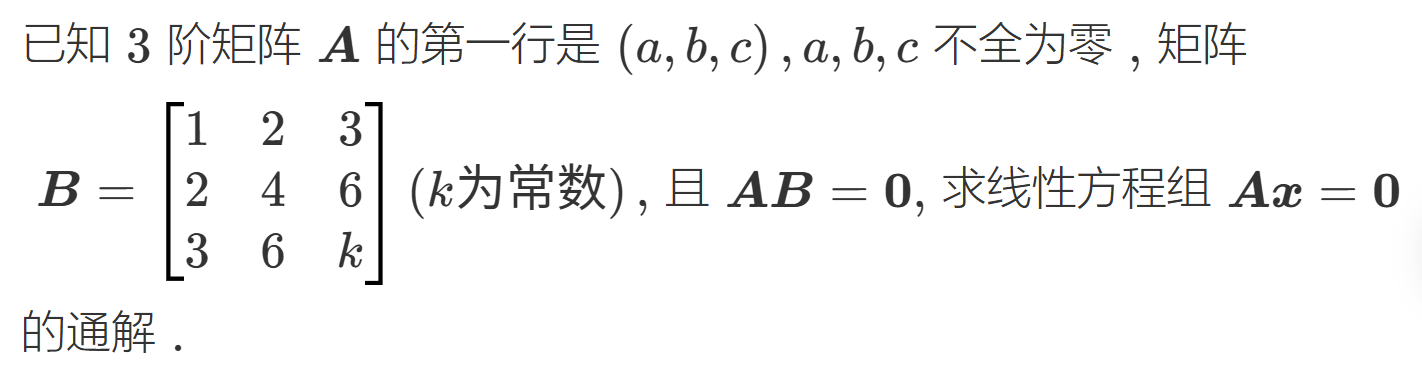 已知 3 阶矩阵 A 的第一行是 (a, b, c) , a, b, c 不全为零 , 矩阵
B = [1 2 3
2 4 6
3 6 k] (k为常数) , 且 AB = 0, 求线性方程组 Ax = 0
的通解 .